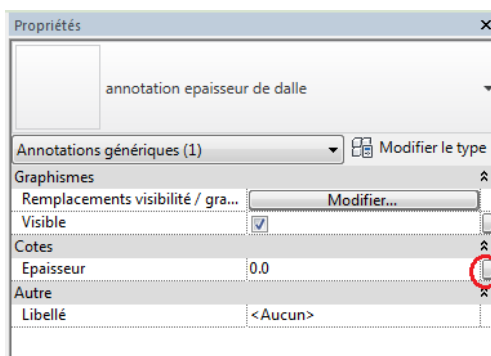 Propriétés
annotation epaisseur de dalle
Annotations génériques (1)
Modifier le type
Graphismes
Remplacements visibilité / gra... Modifier...
Visible
Cotes
Epaisseur 0.0
Autre
Libellé <Aucun>